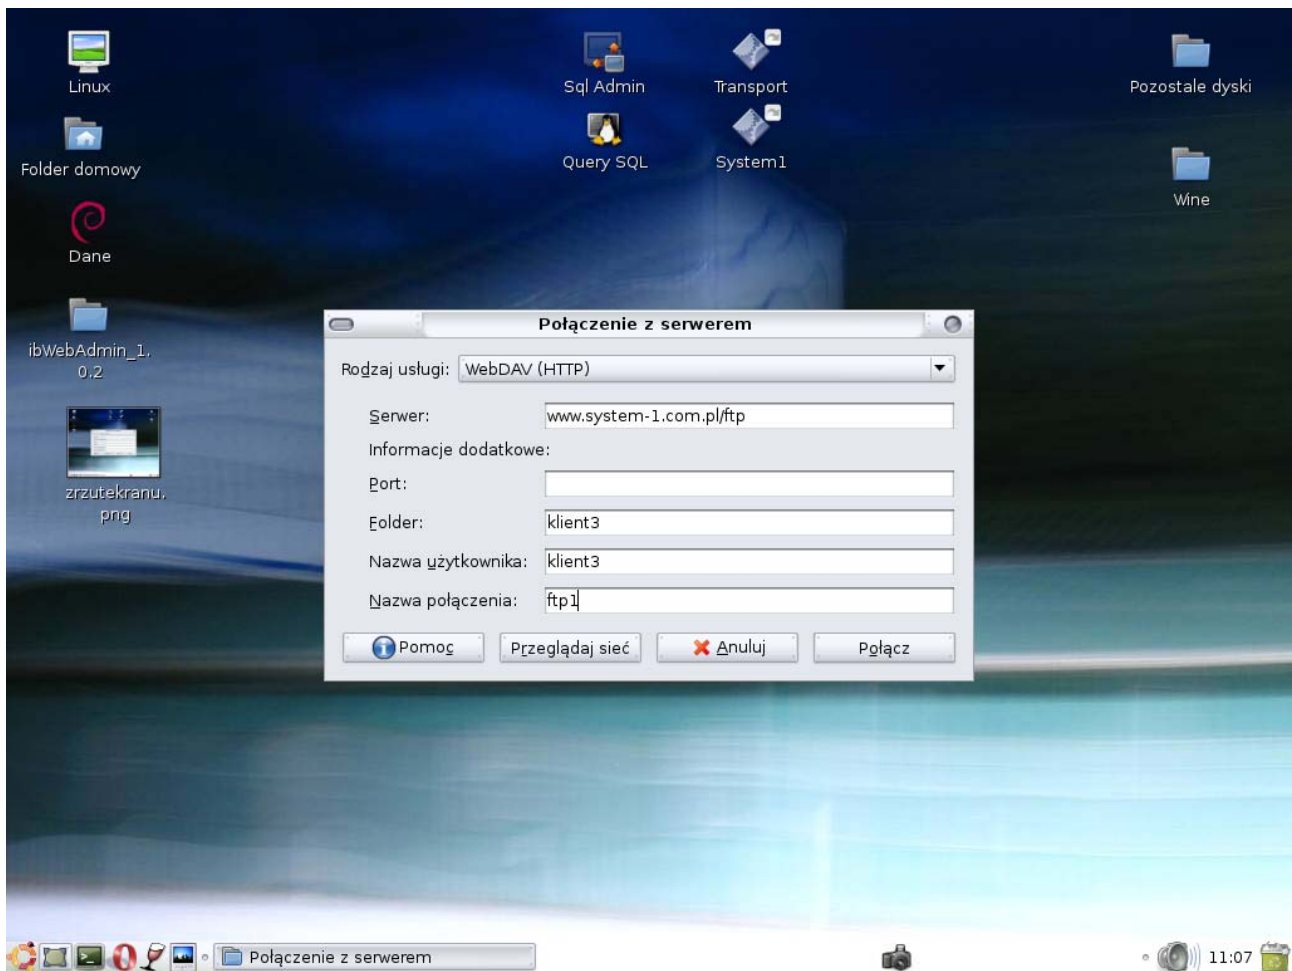 Linux
Sql Admin
Transport
Pozostale dyski
Folder domowy
Query SQL
System1
Wine
Dane
ibWebAdmin_1.
0.2
zrzutekranu.
png
Połączenie z serwerem
Rodzaj usługi: WebDAV (HTTP)
Serwer: www.system-1.com.pl/ftp
Informacje dodatkowe:
Port:
Folder: klient3
Nazwa użytkownika: klient3
Nazwa połączenia: ftp1
Pomoc Przeglądaj sieć Anuluj Połącz
Połączenie z serwerem
11:07